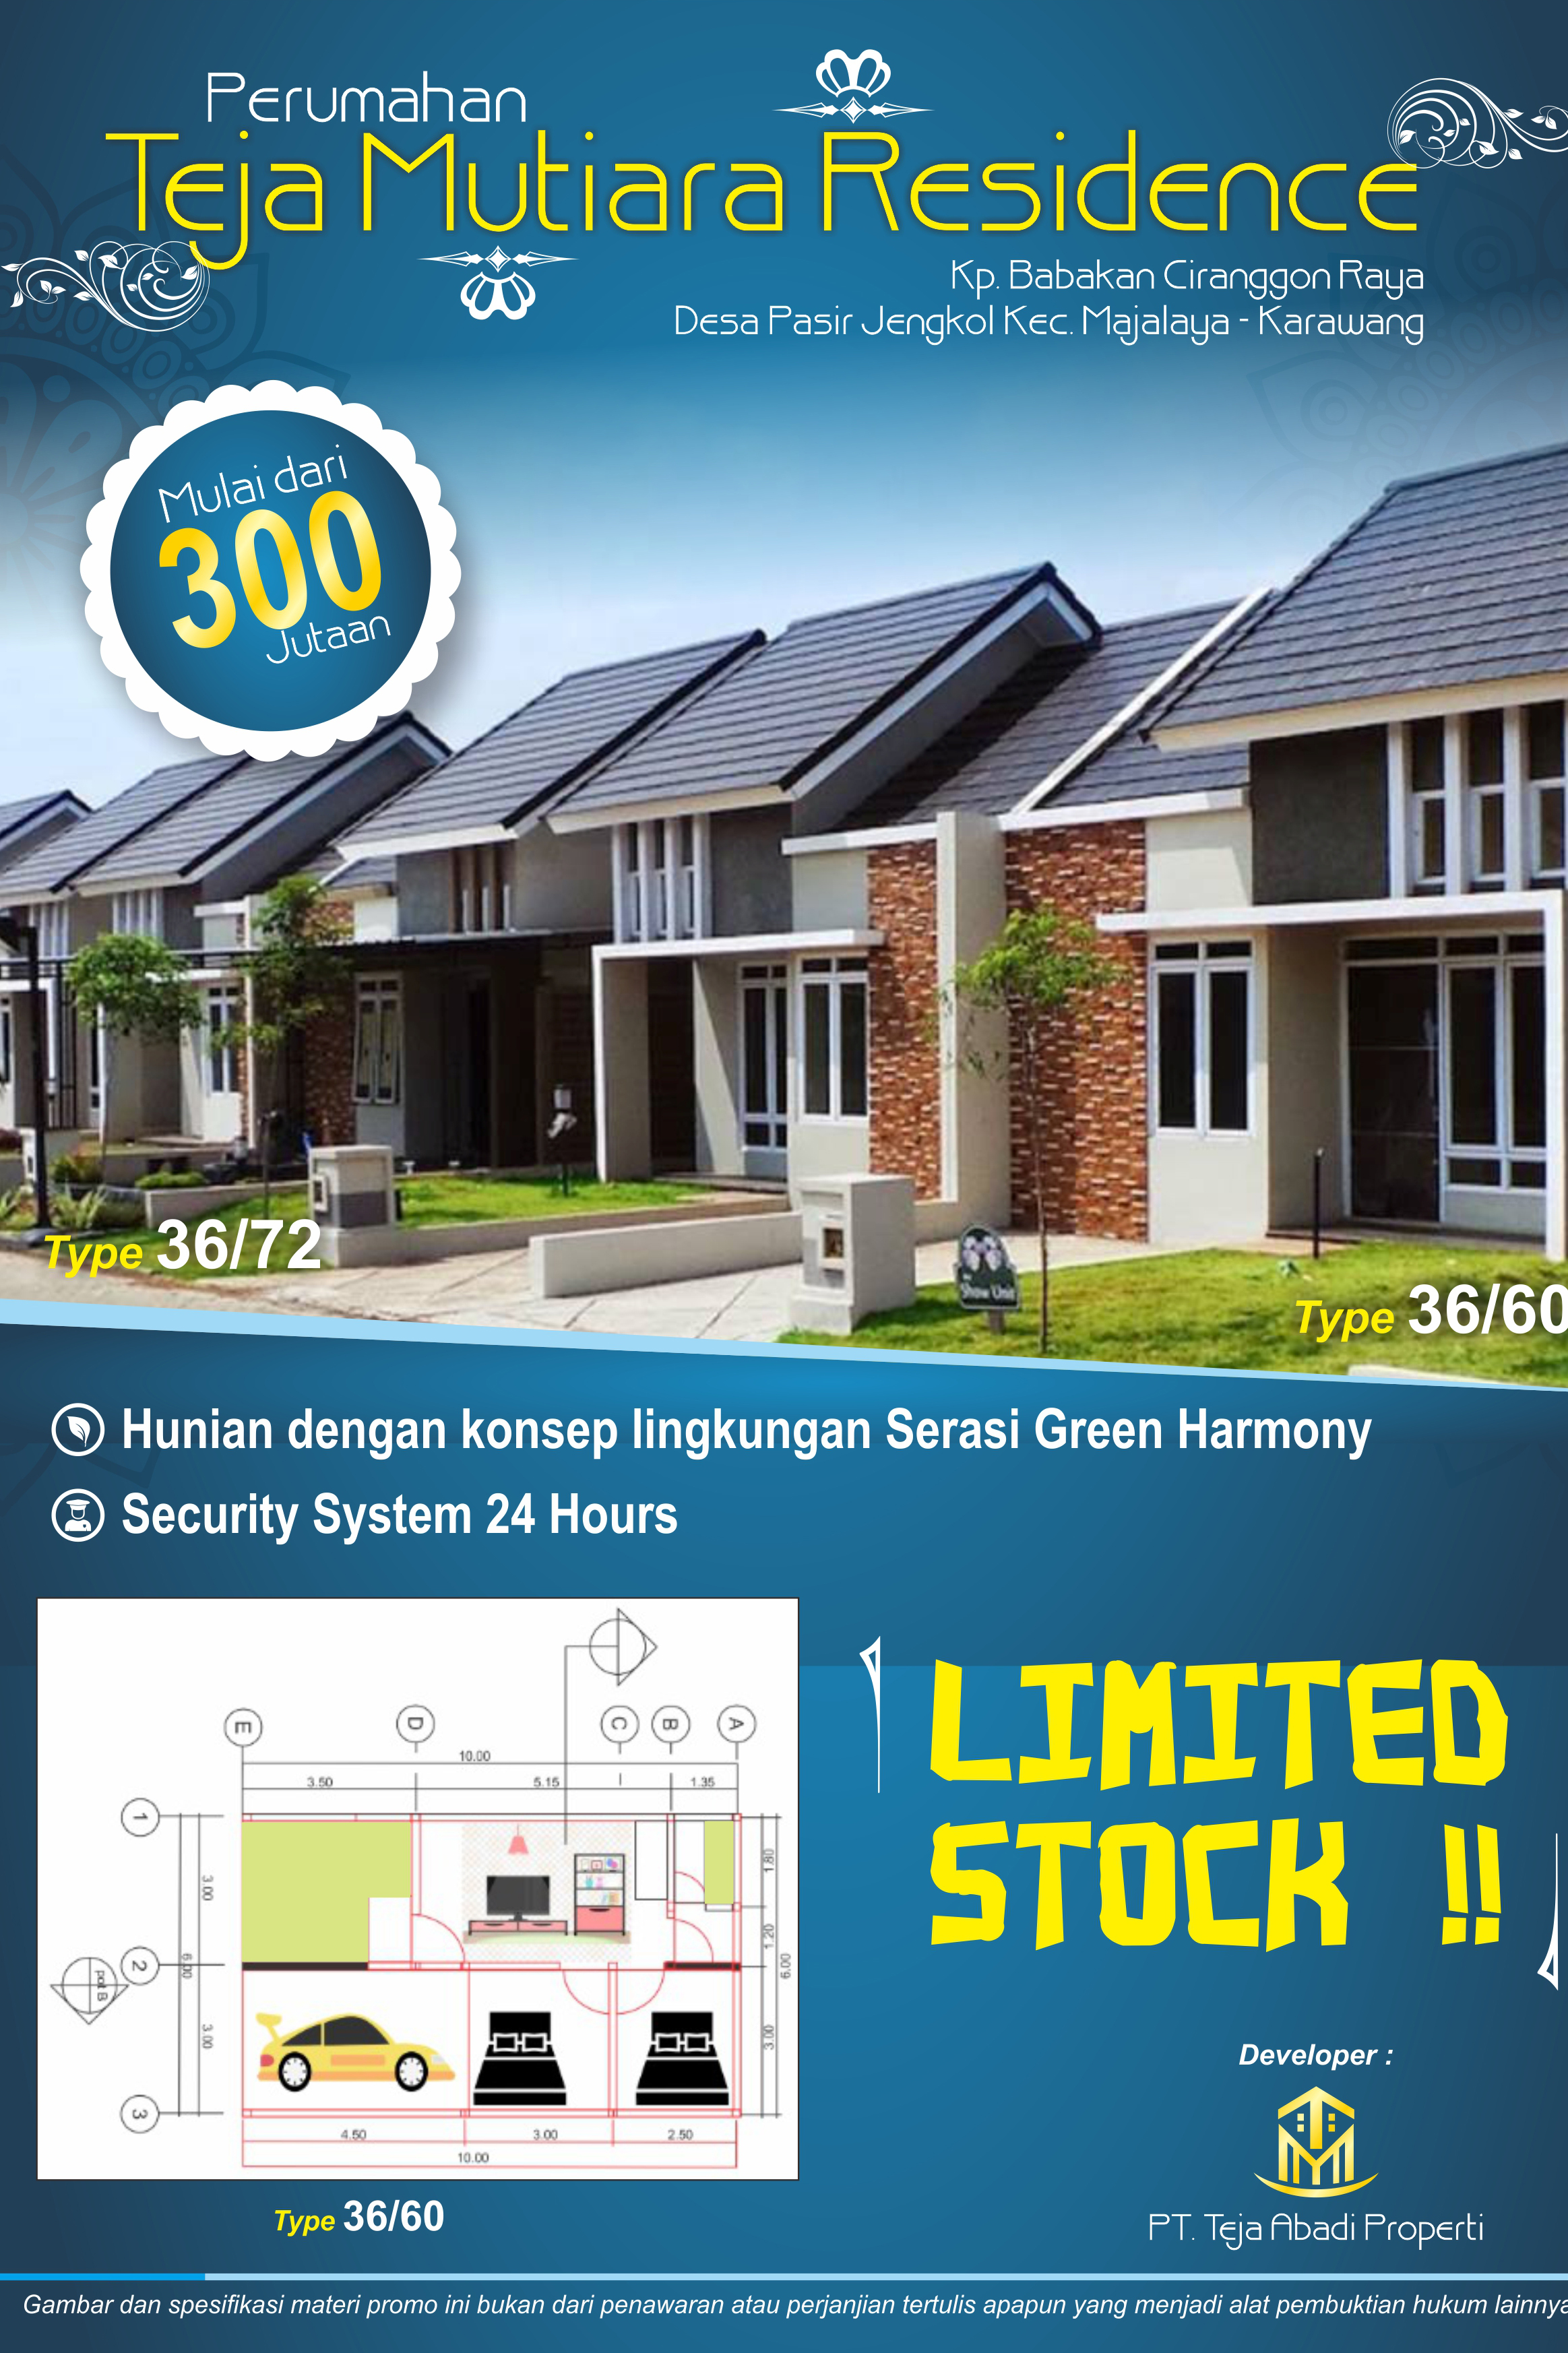 Perumahan
Teja Mutiara Residence
Kp. Babakan Ciranggon Raya
Desa Pasir Jengkol Kec. Majalaya - Karawang
Mulai dari
300
Jutaan
Show Unit
Type 36/72
Type 36/60
Hunian dengan konsep lingkungan Serasi Green Harmony
Security System 24 Hours
E D C B A
10.00
3.50 5.15 1.35
1
2
3
3.00
6.00
3.00
pot B
1.80
1.20
6.00
3.00
4.50 3.00 2.50
10.00
Type 36/60
LIMITED
STOCK !!
Developer :
PT. Teja Abadi Properti
Gambar dan spesifikasi materi promo ini bukan dari penawaran atau perjanjian tertulis apapun yang menjadi alat pembuktian hukum lainnya